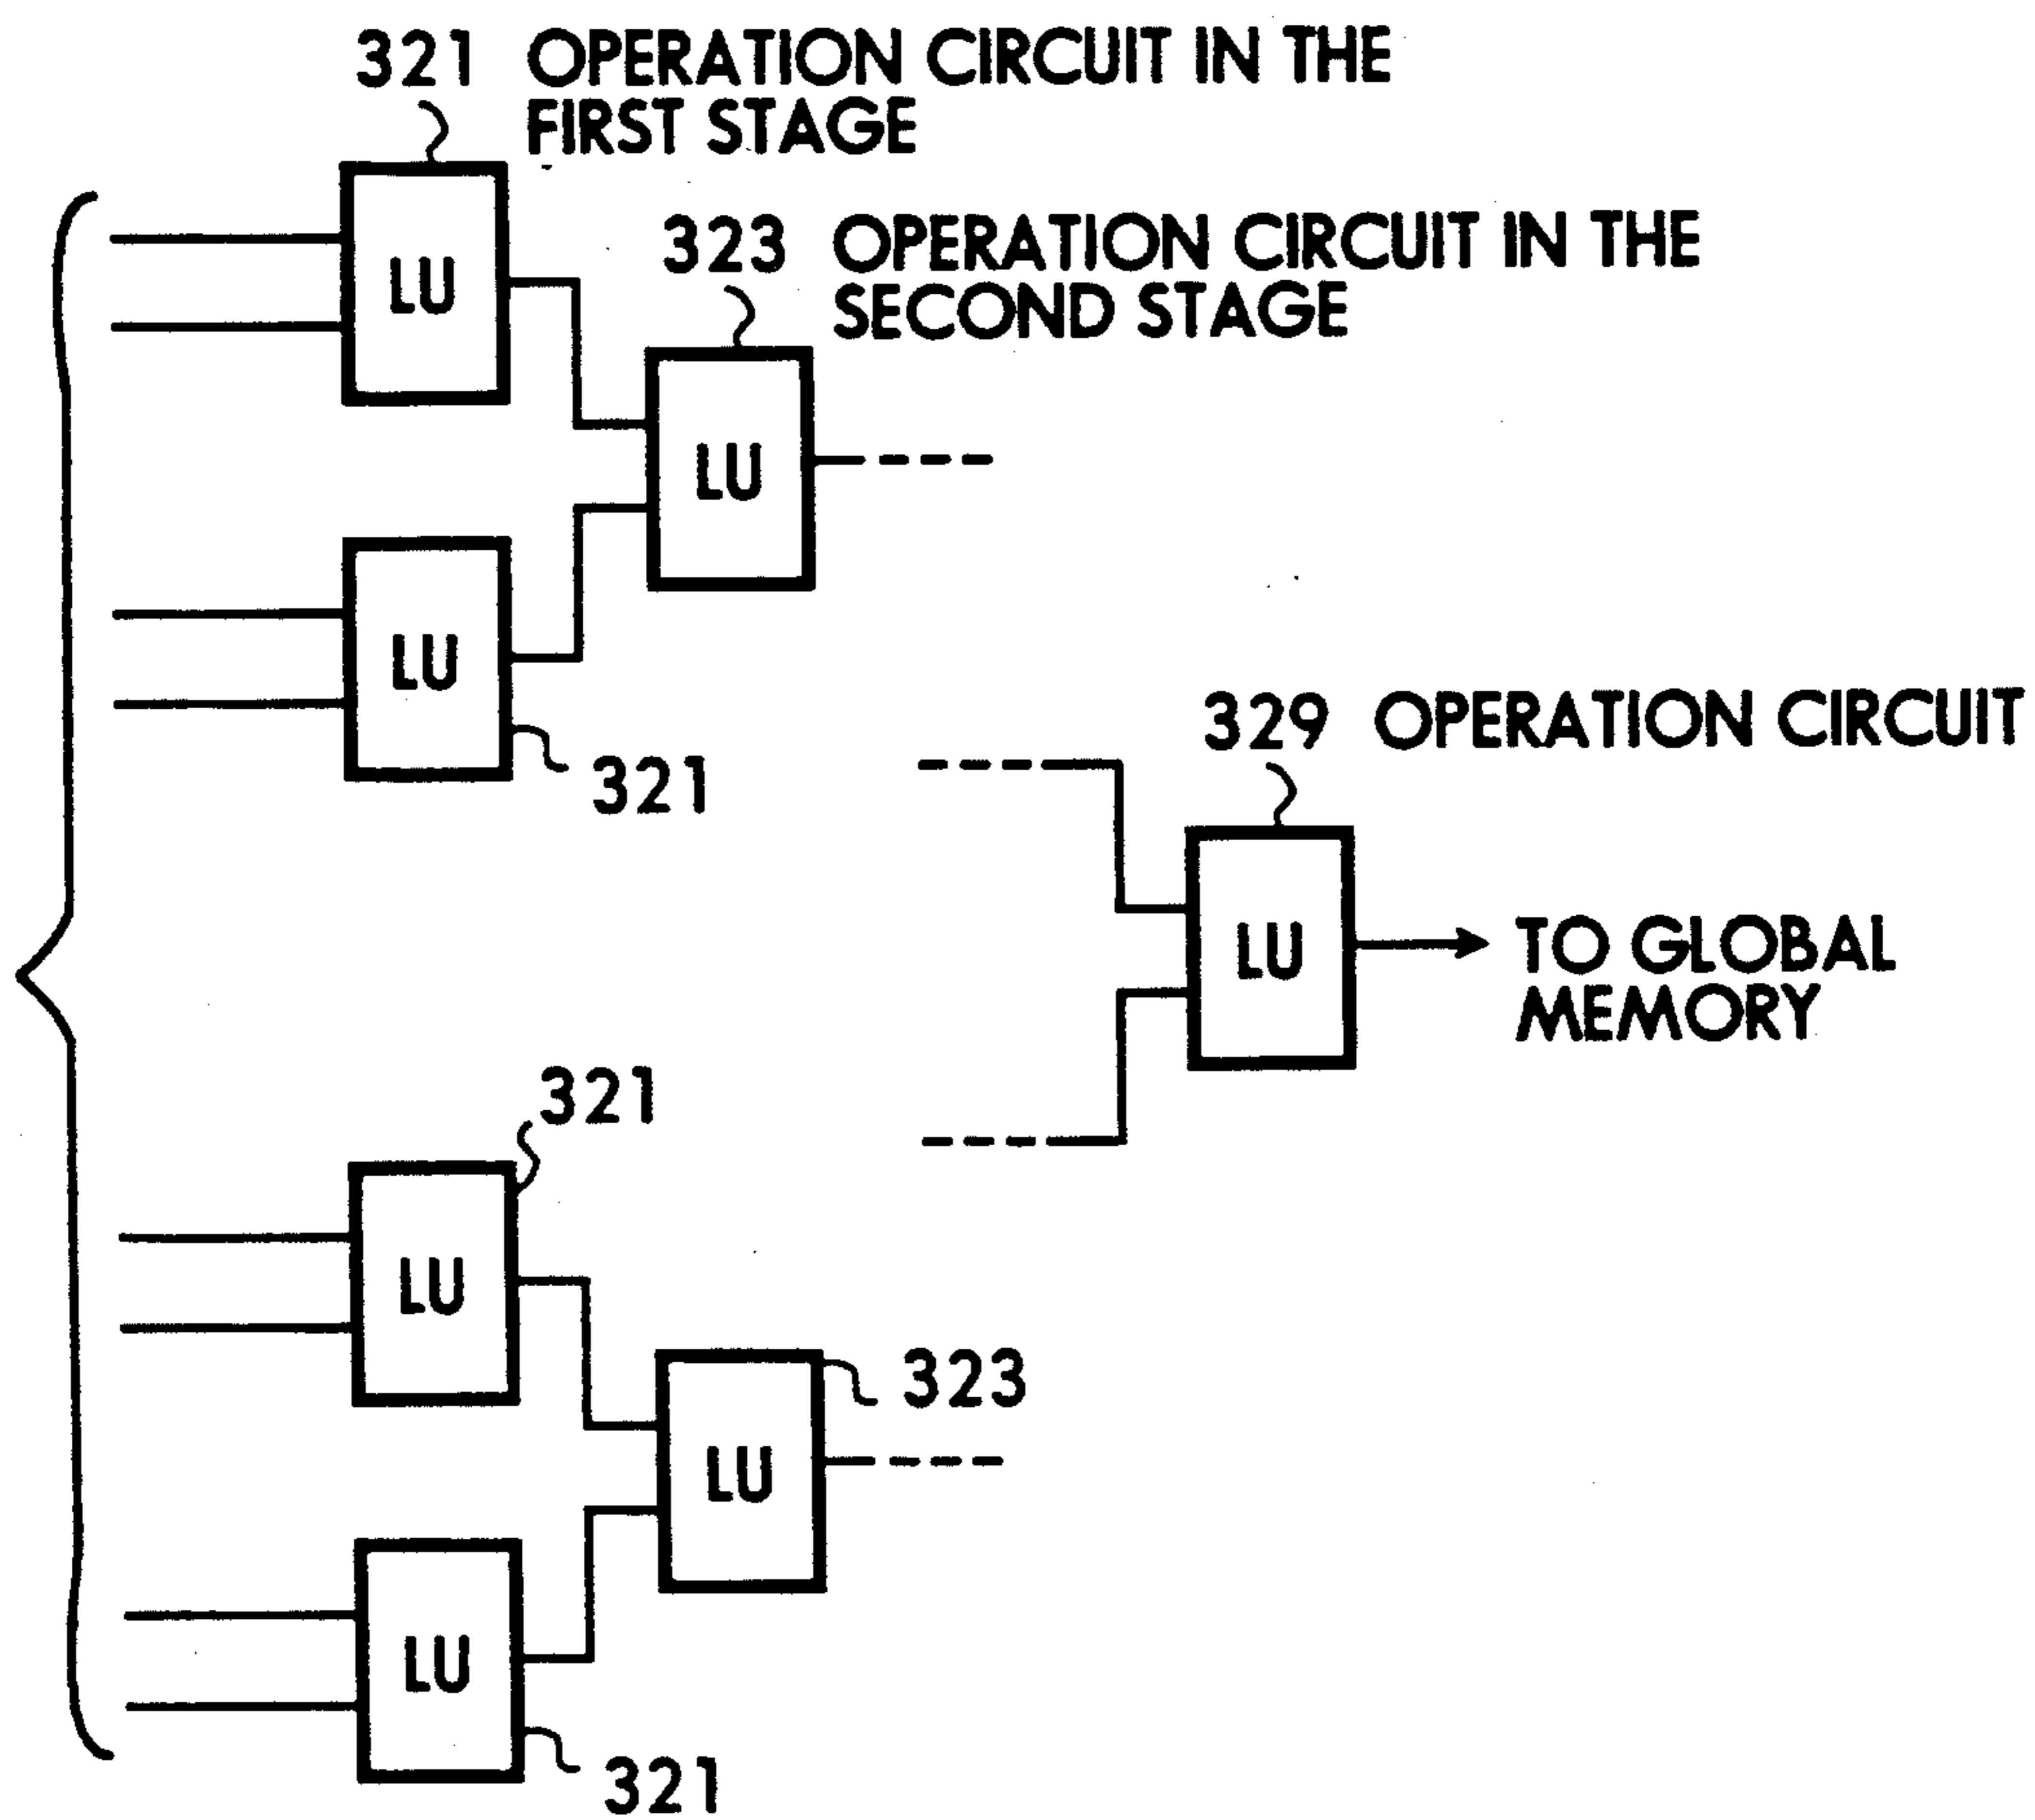 321 OPERATION CIRCUIT IN THE
FIRST STAGE
LU
323 OPERATION CIRCUIT IN THE
SECOND STAGE
LU
LU
321
329 OPERATION CIRCUIT
LU
TO GLOBAL
MEMORY
321
LU
323
LU
LU
321